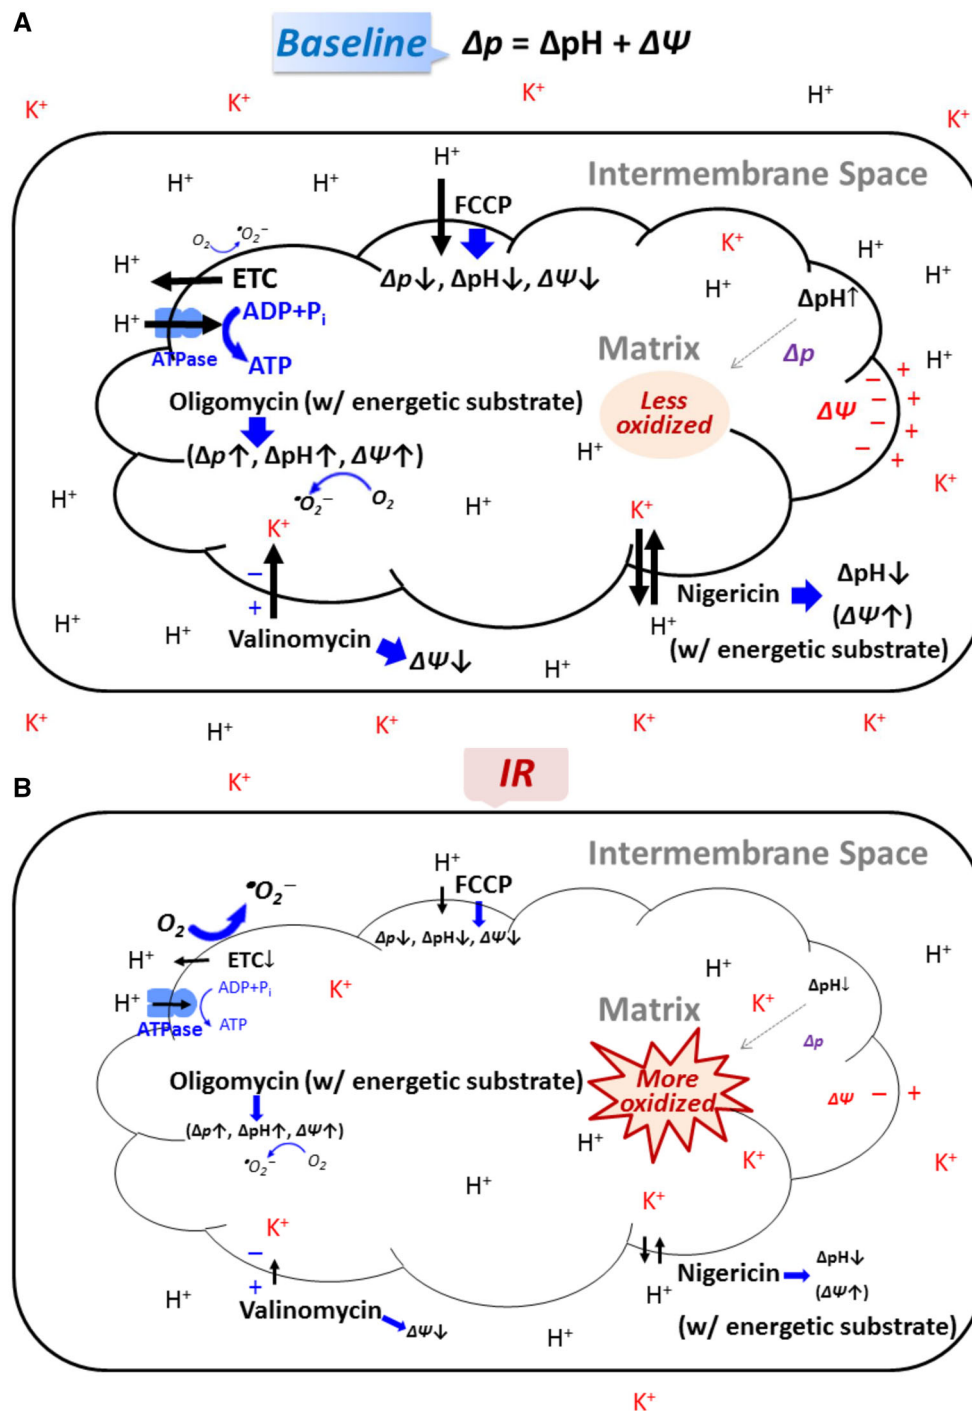 A
Baseline
Δp = ΔpH + ΔΨ
K⁺
K⁺
K⁺
H⁺
K⁺
H⁺
H⁺
H⁺
Intermembrane Space
FCCP
O₂
•O₂⁻
K⁺
H⁺
H⁺
ETC
Δp↓, ΔpH↓, ΔΨ↓
H⁺
H⁺
ΔpH↑
H⁺
ADP+Pᵢ
ATPase
ATP
Matrix
Δp
H⁺
Oligomycin (w/ energetic substrate)
Less
oxidized
ΔΨ
− +
− +
− +
− +
(Δp↑, ΔpH↑, ΔΨ↑)
H⁺
•O₂⁻
O₂
H⁺
H⁺
K⁺
K⁺
K⁺
−
+
H⁺
H⁺
Valinomycin
ΔΨ↓
H⁺
H⁺
Nigericin
ΔpH↓
(ΔΨ↑)
(w/ energetic substrate)
K⁺
H⁺
K⁺
K⁺
K⁺
B
K⁺
IR
Intermembrane Space
H⁺
FCCP
O₂
•O₂⁻
Δp↓, ΔpH↓, ΔΨ↓
H⁺
ETC↓
H⁺
H⁺
K⁺
ΔpH↓
H⁺
ADP+Pᵢ
ATPase
ATP
Matrix
K⁺
Δp
Oligomycin (w/ energetic substrate)
More
oxidized
ΔΨ − +
(Δp↑, ΔpH↑, ΔΨ↑)
•O₂⁻
O₂
H⁺
K⁺
K⁺
H⁺
K⁺
K⁺
−
+
H⁺
Valinomycin
ΔΨ↓
H⁺
H⁺
Nigericin
ΔpH↓
(ΔΨ↑)
(w/ energetic substrate)
K⁺